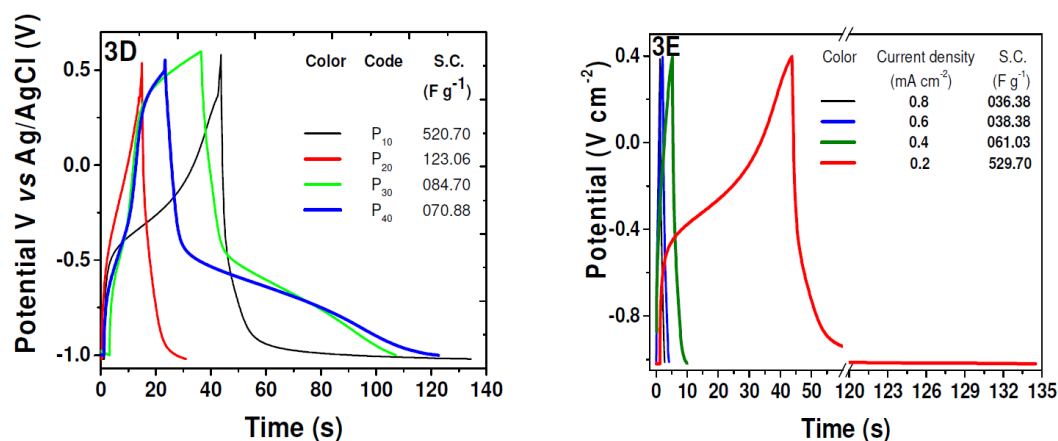 3D
Color Code S.C.
(F g-1)
P10 520.70
P20 123.06
P30 084.70
P40 070.88
0.5
0.0
-0.5
-1.0
0 20 40 60 80 100 120 140
Potential V vs Ag/AgCl (V)
Time (s)
3E
Color Current density S.C.
(mA cm-2) (F g-1)
0.8 036.38
0.6 038.38
0.4 061.03
0.2 529.70
0.4
0.0
-0.4
-0.8
0 10 20 30 40 50 120 123 126 129 132 135
Potential (V cm-2)
Time (s)